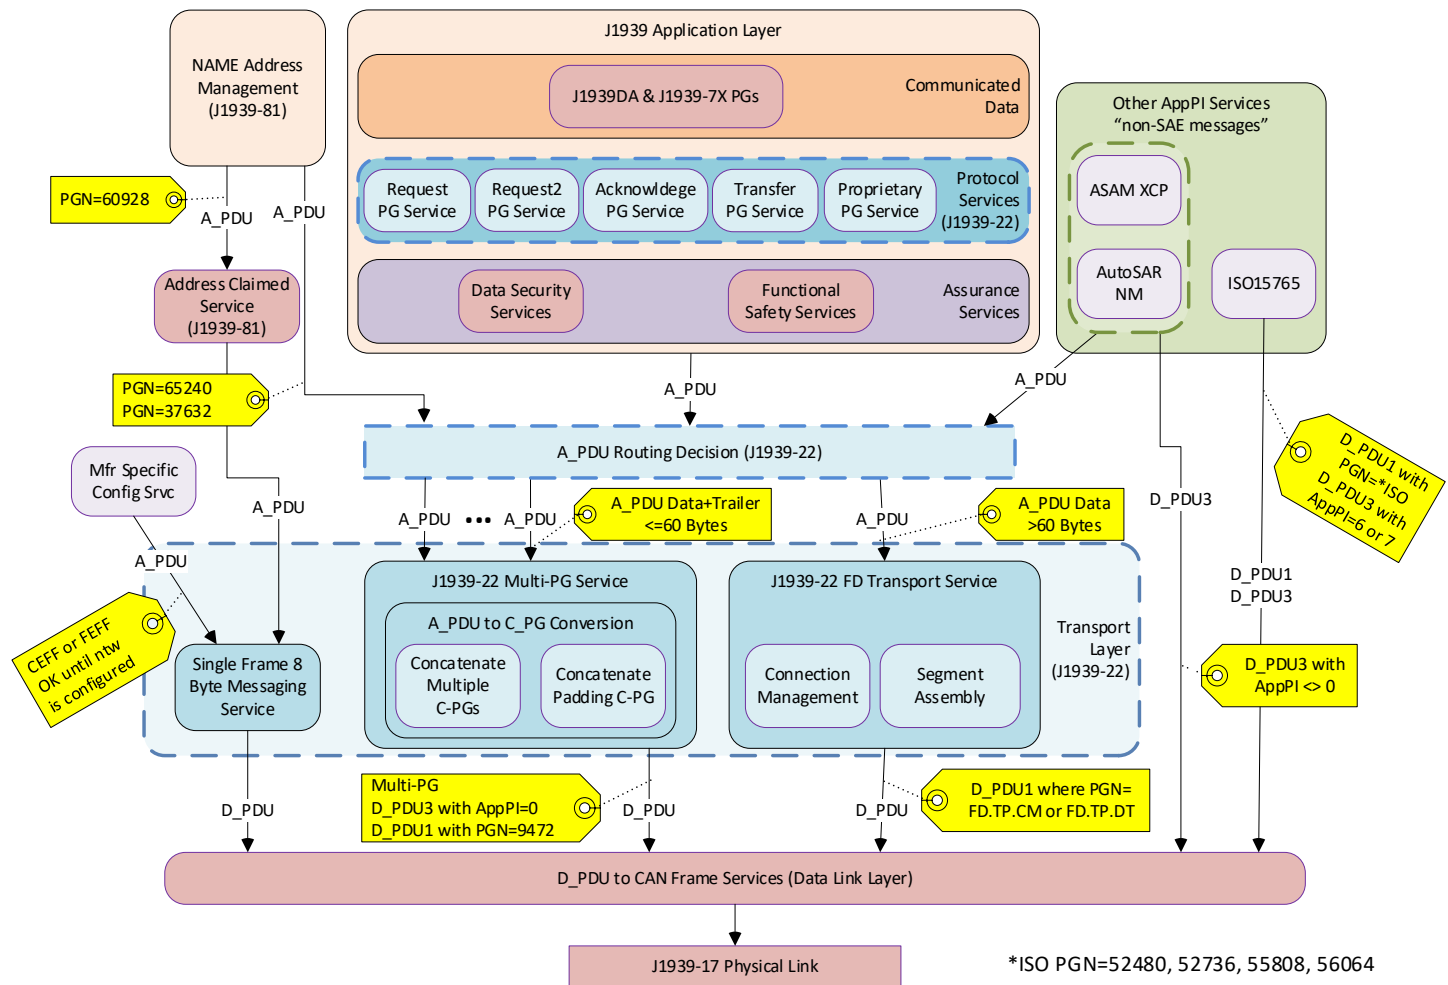 NAME Address
Management
(J1939-81)
J1939 Application Layer
J1939DA & J1939-7X PGs
Communicated
Data
Other AppPI Services
“non-SAE messages”
ASAM XCP
AutoSAR
NM
ISO15765
Request
PG Service
Request2
PG Service
Acknowldege
PG Service
Transfer
PG Service
Proprietary
PG Service
Protocol
Services
(J1939-22)
PGN=60928
A_PDU
A_PDU
Address Claimed
Service
(J1939-81)
Data Security
Services
Functional
Safety Services
Assurance
Services
PGN=65240
PGN=37632
A_PDU
A_PDU
A_PDU Routing Decision (J1939-22)
D_PDU1 with
PGN=*ISO
D_PDU3 with
AppPI=6 or 7
Mfr Specific
Config Srvc
A_PDU
A_PDU
•••
A_PDU
A_PDU Data+Trailer
<=60 Bytes
A_PDU
A_PDU Data
>60 Bytes
D_PDU3
A_PDU
CEFF or FEFF
OK until ntw
is configured
Single Frame 8
Byte Messaging
Service
J1939-22 Multi-PG Service
A_PDU to C_PG Conversion
Concatenate
Multiple
C-PGs
Concatenate
Padding C-PG
J1939-22 FD Transport Service
Connection
Management
Segment
Assembly
Transport
Layer
(J1939-22)
D_PDU1
D_PDU3
D_PDU3 with
AppPI <> 0
D_PDU
Multi-PG
D_PDU3 with AppPI=0
D_PDU1 with PGN=9472
D_PDU
D_PDU
D_PDU1 where PGN=
FD.TP.CM or FD.TP.DT
D_PDU to CAN Frame Services (Data Link Layer)
J1939-17 Physical Link
*ISO PGN=52480, 52736, 55808, 56064